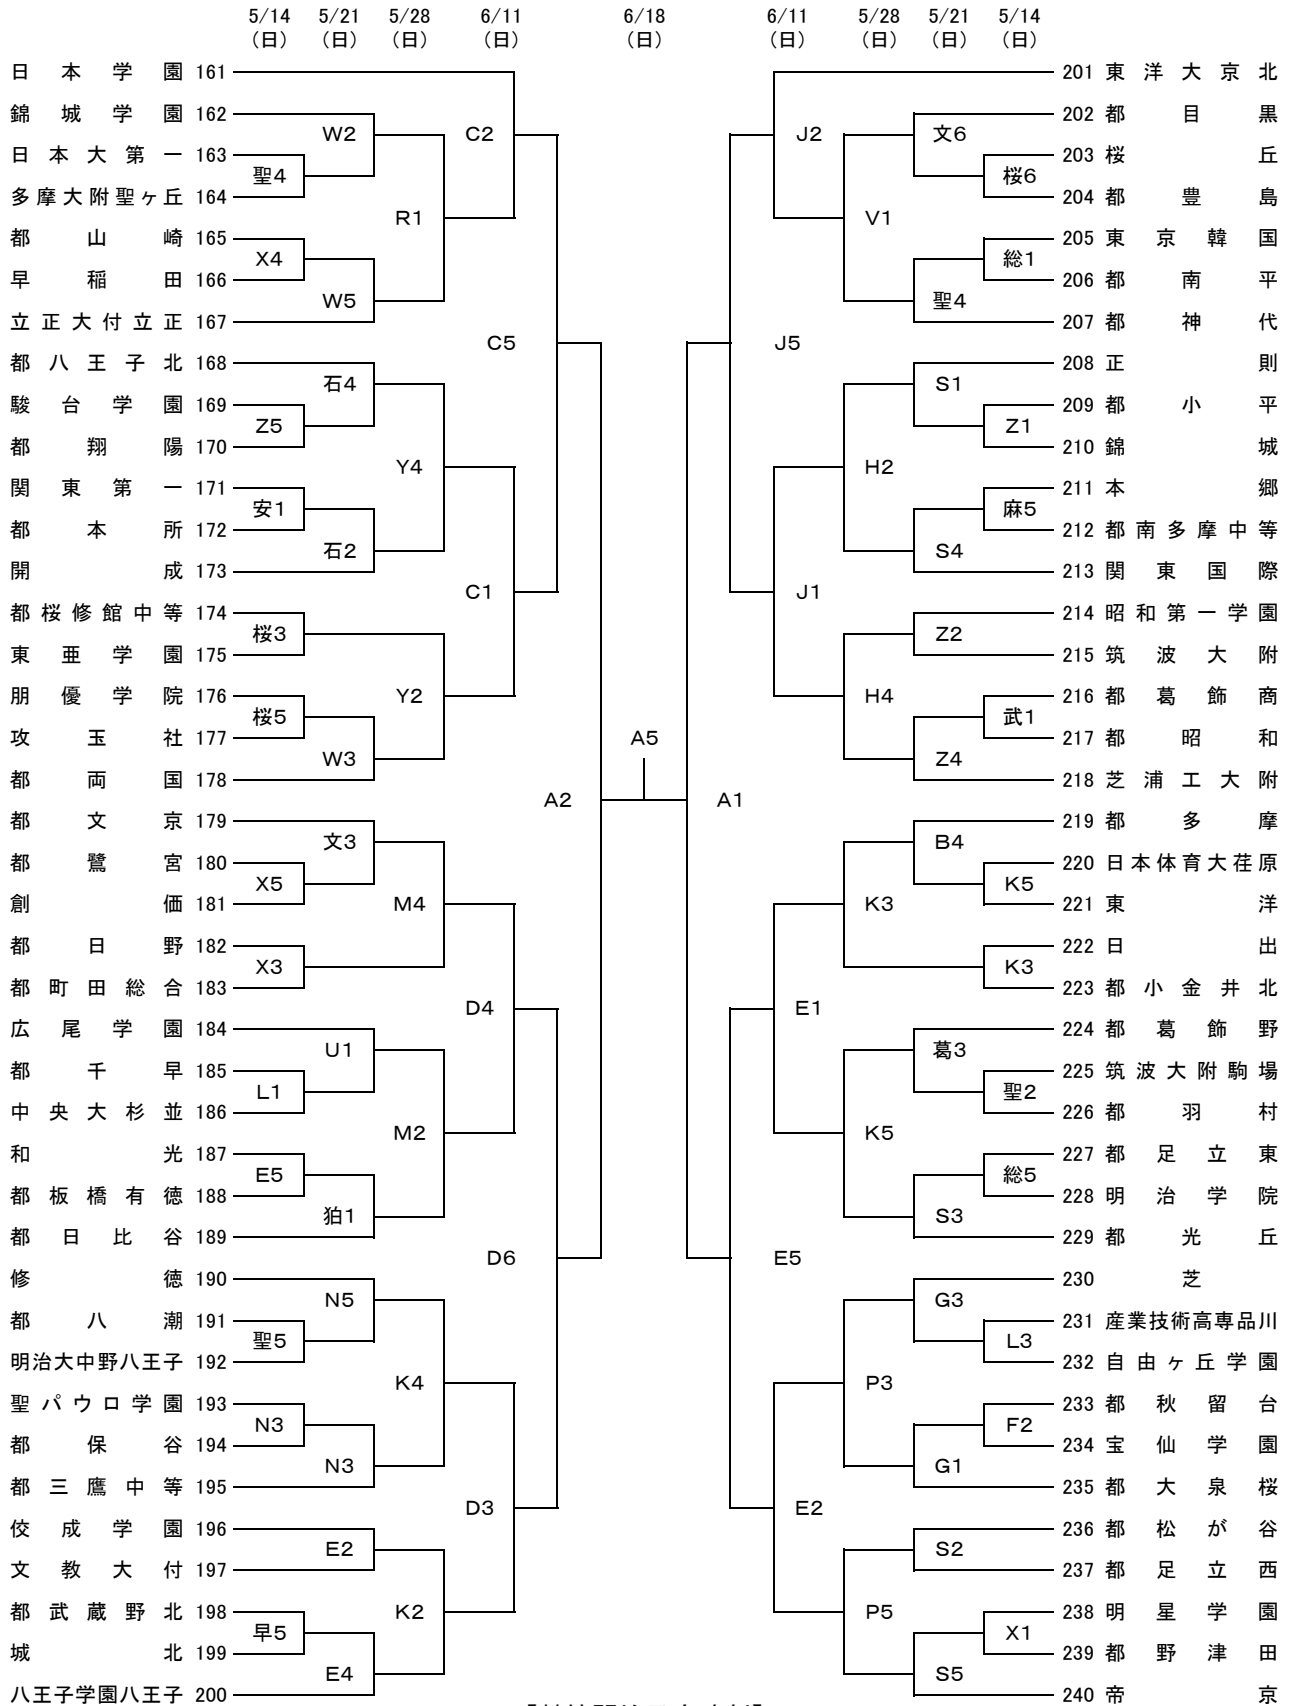 5/14 5/21 5/28 6/11 6/18 6/11 5/28 5/21 5/14
(日) (日) (日) (日) (日) (日) (日) (日) (日)
日本学園 161 201 東洋大京北
錦城学園 162 202 都目黒
W2 C2 J2 文6
日本大第一 163 203 桜丘
聖4 桜6
多摩大附聖ヶ丘 164 204 都豊島
R1 V1
都山崎 165 205 東京韓国
X4 総1
早稲田 166 206 都南平
W5 聖4
立正大付立正 167 207 都神代
C5 J5
都八王子北 168 208 正則
石4 S1
駿台学園 169 209 都小平
Z5 Z1
都翔陽 170 210 錦城
Y4 H2
関東第一 171 211 本郷
安1 麻5
都本所 172 212 都南多摩中等
石2 S4
開成 173 213 関東国際
C1 J1
都桜修館中等 174 214 昭和第一学園
桜3 Z2
東亜学園 175 215 筑波大附
朋優学院 176 Y2 H4 216 都葛飾商
桜5 武1
攻玉社 177 A5 217 都昭和
W3 Z4
都両国 178 218 芝浦工大附
A2 A1
都文京 179 219 都多摩
文3 B4
都鷺宮 180 220 日本体育大荏原
X5 K5
創価 181 M4 K3 221 東洋
都日野 182 222 日出
X3 K3
都町田総合 183 223 都小金井北
D4 E1
広尾学園 184 224 都葛飾野
U1 葛3
都千早 185 225 筑波大附駒場
L1 聖2
中央大杉並 186 226 都羽村
M2 K5
和光 187 227 都足立東
E5 総5
都板橋有徳 188 228 明治学院
狛1 S3
都日比谷 189 229 都光丘
D6 E5
修徳 190 230 芝
N5 G3
都八潮 191 231 産業技術高専品川
聖5 L3
明治大中野八王子 192 232 自由ヶ丘学園
K4 P3
聖パウロ学園 193 233 都秋留台
N3 F2
都保谷 194 234 宝仙学園
N3 G1
都三鷹中等 195 235 都大泉桜
D3 E2
佼成学園 196 236 都松が谷
E2 S2
文教大付 197 237 都足立西
都武蔵野北 198 K2 P5 238 明星学園
早5 X1
城北 199 239 都野津田
E4 S5
八王子学園八王子 200 240 帝京